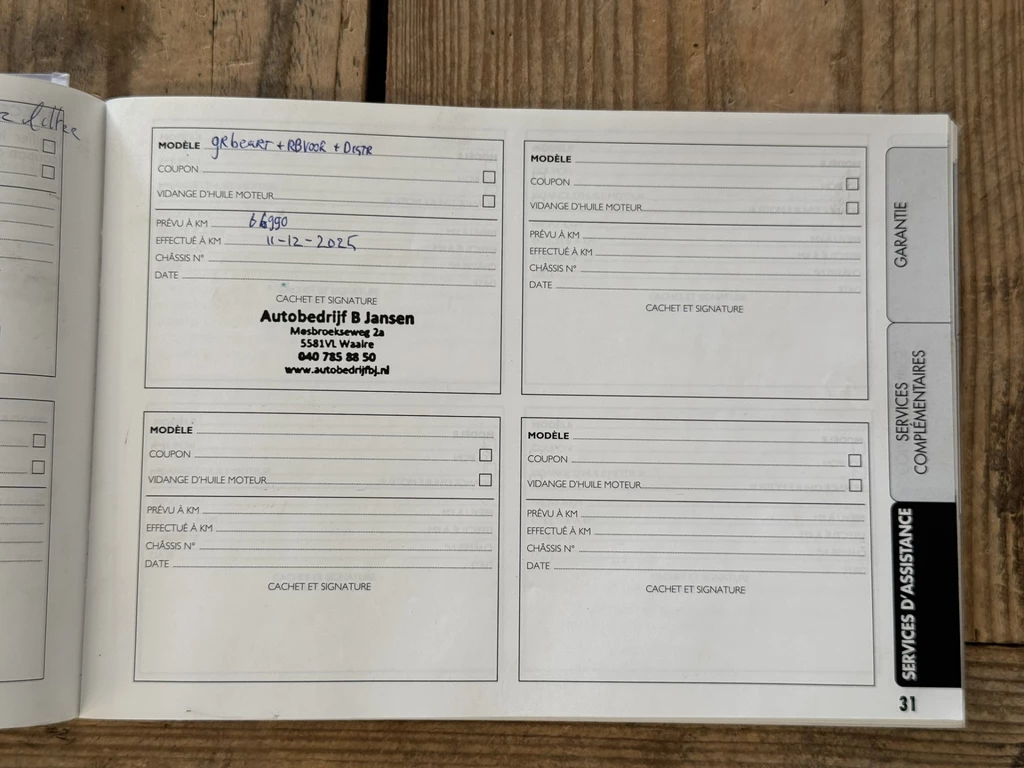 MODÈLE grbeurt + RBVOOR + DISTR
COUPON
VIDANGE D'HUILE MOTEUR
PRÉVU À KM 66990
EFFECTUÉ À KM 11-12-2025
CHÂSSIS N°
DATE
CACHET ET SIGNATURE
Autobedrijf B Jansen
Mosbroekseweg 2a
5581VL Waalre
040 785 88 50
www.autobedrijfbj.nl
MODÈLE
COUPON
VIDANGE D'HUILE MOTEUR
PRÉVU À KM
EFFECTUÉ À KM
CHÂSSIS N°
DATE
CACHET ET SIGNATURE
MODÈLE
COUPON
VIDANGE D'HUILE MOTEUR
PRÉVU À KM
EFFECTUÉ À KM
CHÂSSIS N°
DATE
CACHET ET SIGNATURE
MODÈLE
COUPON
VIDANGE D'HUILE MOTEUR
PRÉVU À KM
EFFECTUÉ À KM
CHÂSSIS N°
DATE
CACHET ET SIGNATURE
GARANTIE
SERVICES
COMPLÉMENTAIRES
SERVICES D'ASSISTANCE
31